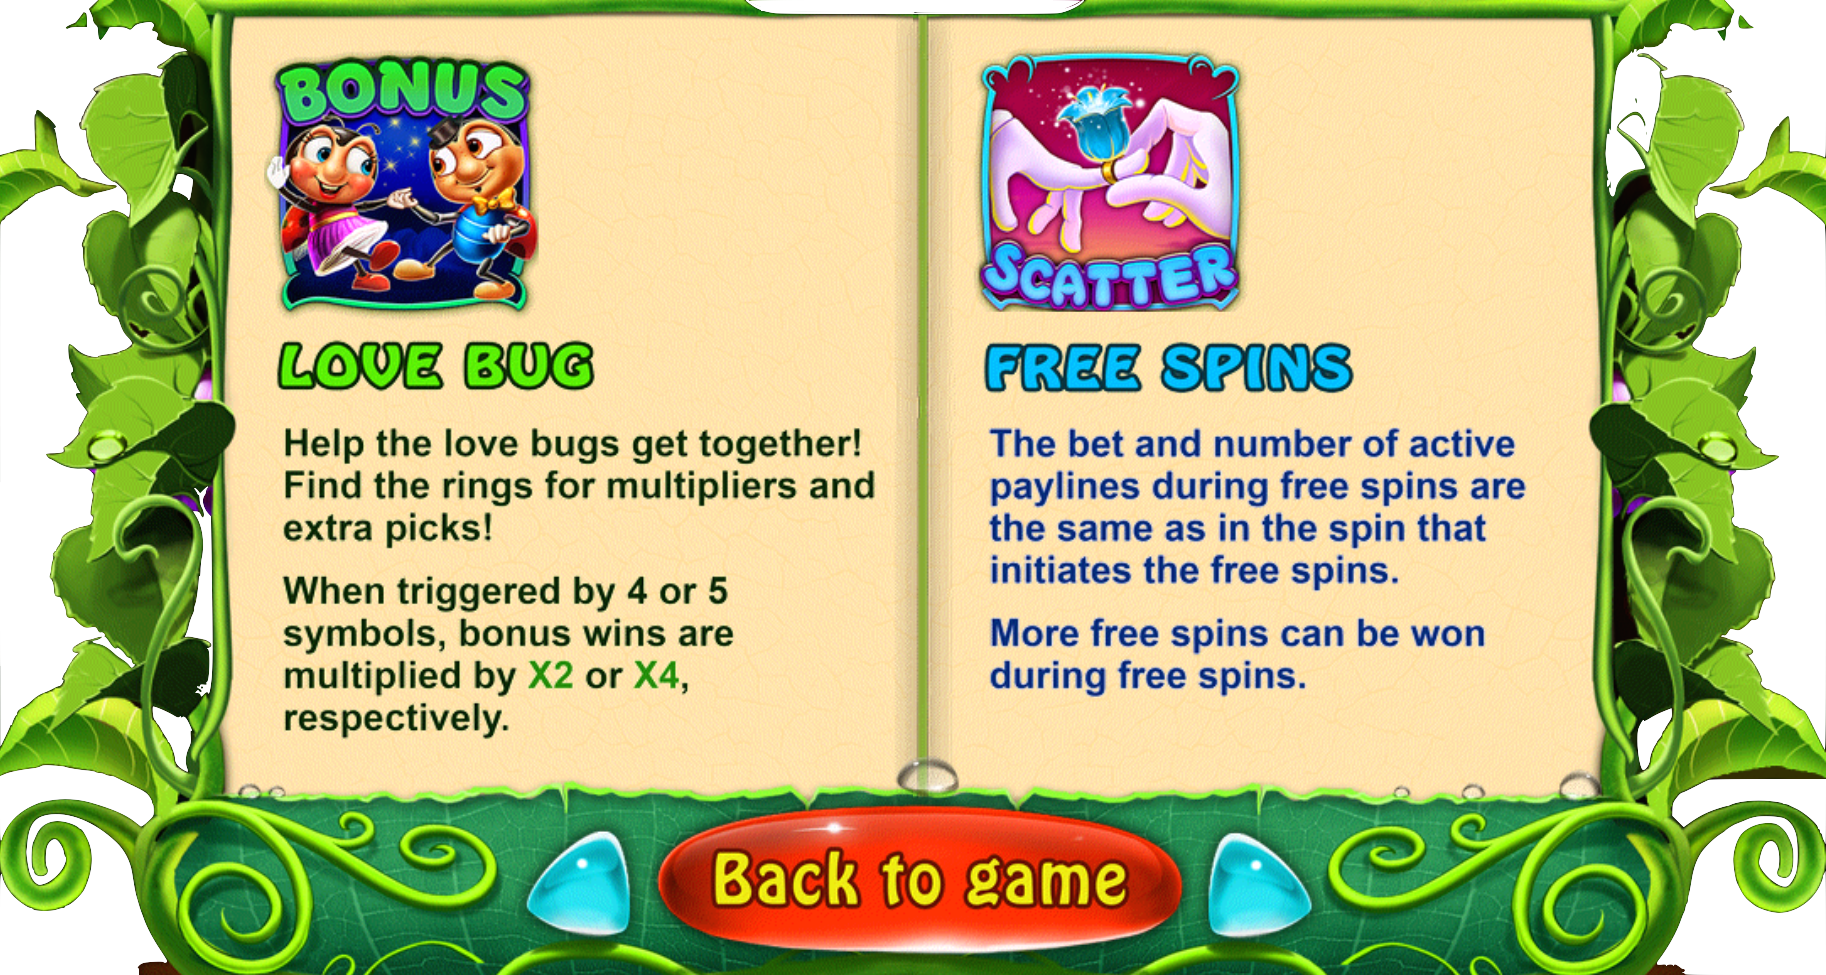 BONUS
LOVE BUG
Help the love bugs get together!
Find the rings for multipliers and
extra picks!
When triggered by 4 or 5
symbols, bonus wins are
multiplied by X2 or X4,
respectively.
SCATTER
FREE SPINS
The bet and number of active
paylines during free spins are
the same as in the spin that
initiates the free spins.
More free spins can be won
during free spins.
Back to game